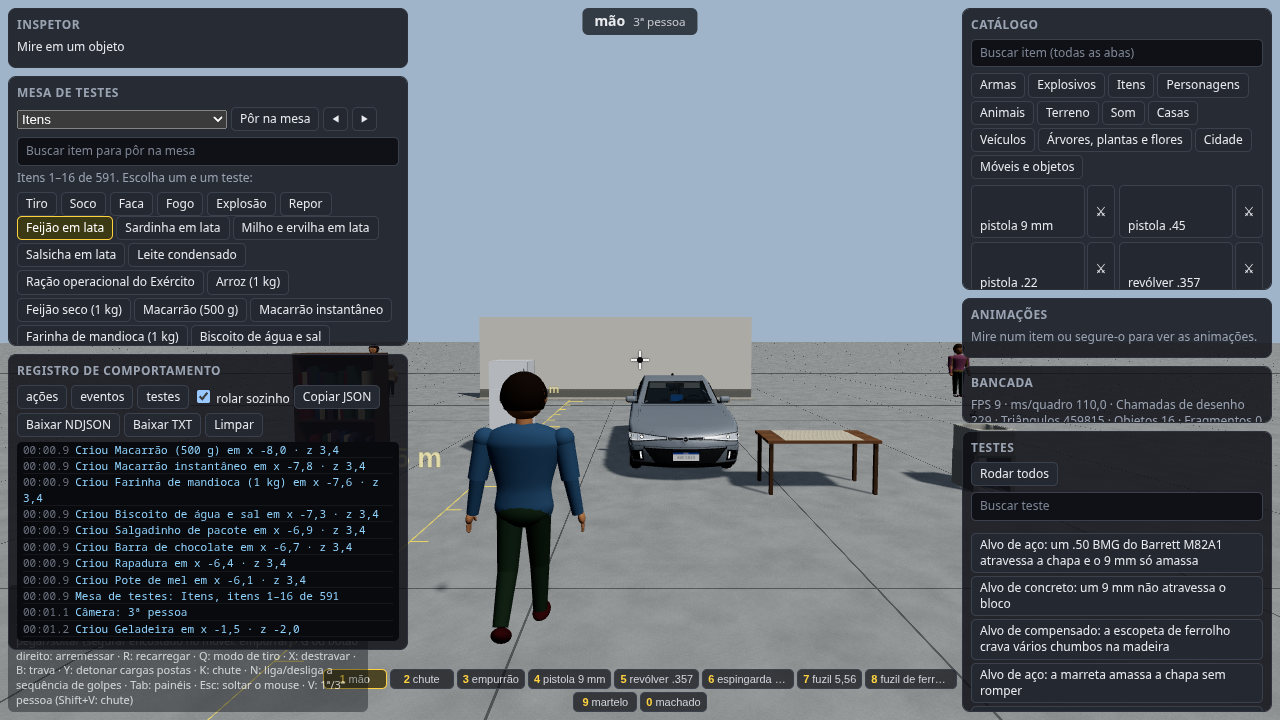 INSPETOR
Mire em um objeto
MESA DE TESTES
Itens
Pôr na mesa
◄
►
Buscar item para pôr na mesa
Itens 1–16 de 591. Escolha um e um teste:
Tiro
Soco
Faca
Fogo
Explosão
Repor
Feijão em lata
Sardinha em lata
Milho e ervilha em lata
Salsicha em lata
Leite condensado
Ração operacional do Exército
Arroz (1 kg)
Feijão seco (1 kg)
Macarrão (500 g)
Macarrão instantâneo
Farinha de mandioca (1 kg)
Biscoito de água e sal
REGISTRO DE COMPORTAMENTO
ações
eventos
testes
rolar sozinho
Copiar JSON
Baixar NDJSON
Baixar TXT
Limpar
00:00.9 Criou Macarrão (500 g) em x -8,0 · z 3,4
00:00.9 Criou Macarrão instantâneo em x -7,8 · z 3,4
00:00.9 Criou Farinha de mandioca (1 kg) em x -7,6 · z
3,4
00:00.9 Criou Biscoito de água e sal em x -7,3 · z 3,4
00:00.9 Criou Salgadinho de pacote em x -6,9 · z 3,4
00:00.9 Criou Barra de chocolate em x -6,7 · z 3,4
00:00.9 Criou Rapadura em x -6,4 · z 3,4
00:00.9 Criou Pote de mel em x -6,1 · z 3,4
00:00.9 Mesa de testes: Itens, itens 1–16 de 591
00:01.1 Câmera: 3ª pessoa
00:01.2 Criou Geladeira em x -1,5 · z -2,0
direito: arremessar · R: recarregar · Q: modo de tiro · X: destravar ·
B: trava · Y: detonar cargas postas · K: chute · N: liga/desliga a
sequência de golpes · Tab: painéis · Esc: soltar o mouse · V: 1ª/3ª
pessoa (Shift+V: chute)
mão 3ª pessoa
m
m
1 mão
2 chute
3 empurrão
4 pistola 9 mm
5 revólver .357
6 espingarda …
7 fuzil 5,56
8 fuzil de ferr…
9 martelo
0 machado
CATÁLOGO
Buscar item (todas as abas)
Armas
Explosivos
Itens
Personagens
Animais
Terreno
Som
Casas
Veículos
Árvores, plantas e flores
Cidade
Móveis e objetos
pistola 9 mm
⚔
pistola .45
⚔
pistola .22
⚔
revólver .357
⚔
ANIMAÇÕES
Mire num item ou segure-o para ver as animações.
BANCADA
FPS 9 · ms/quadro 110,0 · Chamadas de desenho
229 · Triângulos 459815 · Objetos 16 · Fragmentos 0
TESTES
Rodar todos
Buscar teste
Alvo de aço: um .50 BMG do Barrett M82A1
atravessa a chapa e o 9 mm só amassa
Alvo de concreto: um 9 mm não atravessa o
bloco
Alvo de compensado: a escopeta de ferrolho
crava vários chumbos na madeira
Alvo de aço: a marreta amassa a chapa sem
romper